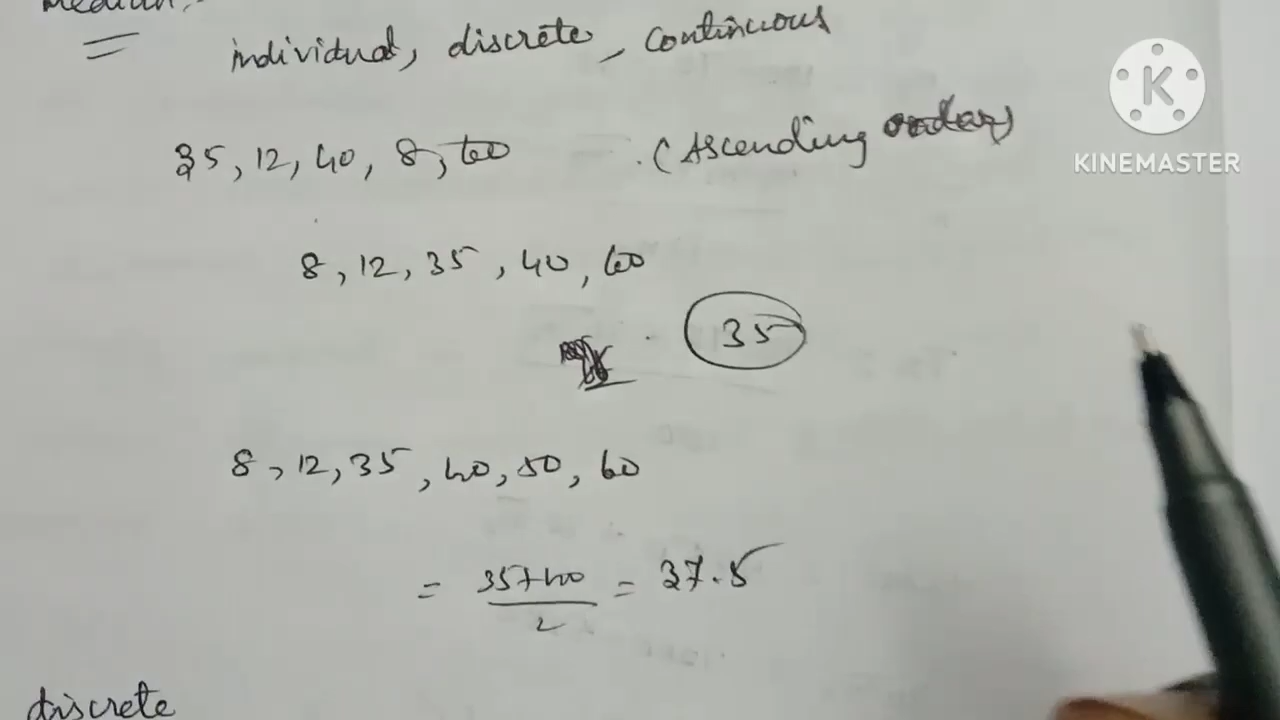 Median:
individual, discrete, continuous
35, 12, 40, 8, 60 (Ascending order)
8, 12, 35, 40, 60
35
8, 12, 35, 40, 50, 60
= 35+40 / 2 = 37.5
discrete
K
KINEMASTER